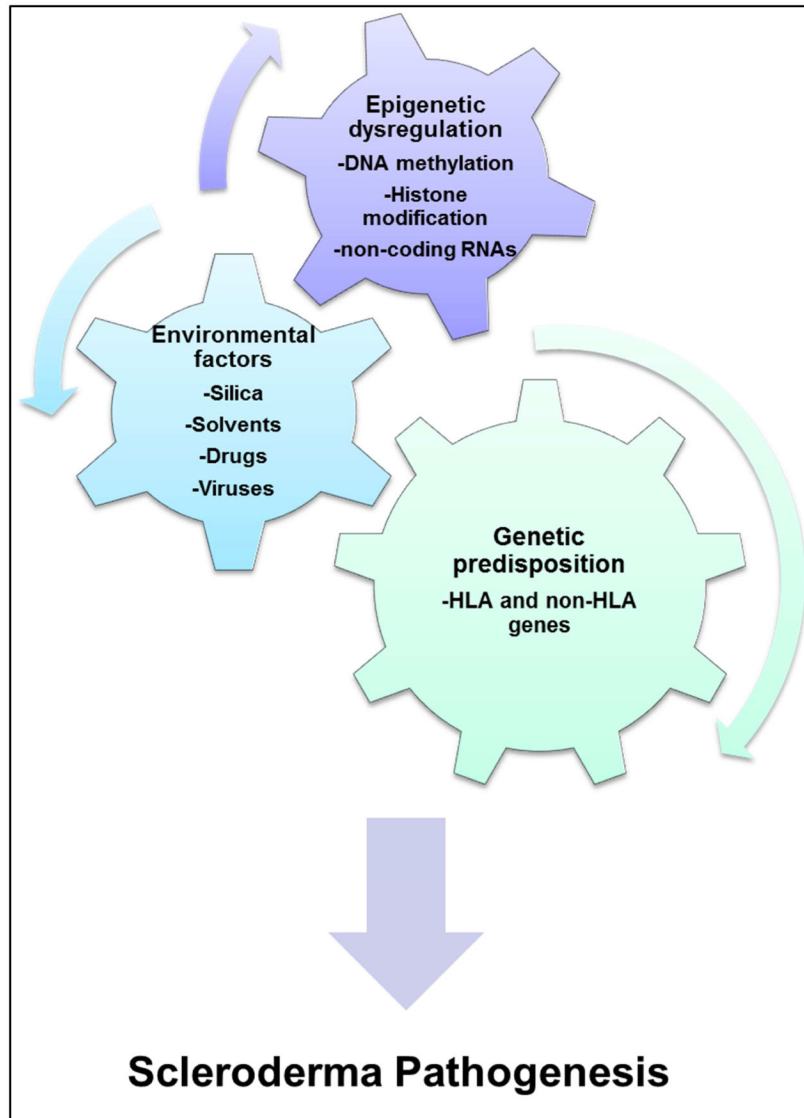 Epigenetic
dysregulation
-DNA methylation
-Histone
modification
-non-coding RNAs
Environmental
factors
-Silica
-Solvents
-Drugs
-Viruses
Genetic
predisposition
-HLA and non-HLA
genes
Scleroderma Pathogenesis